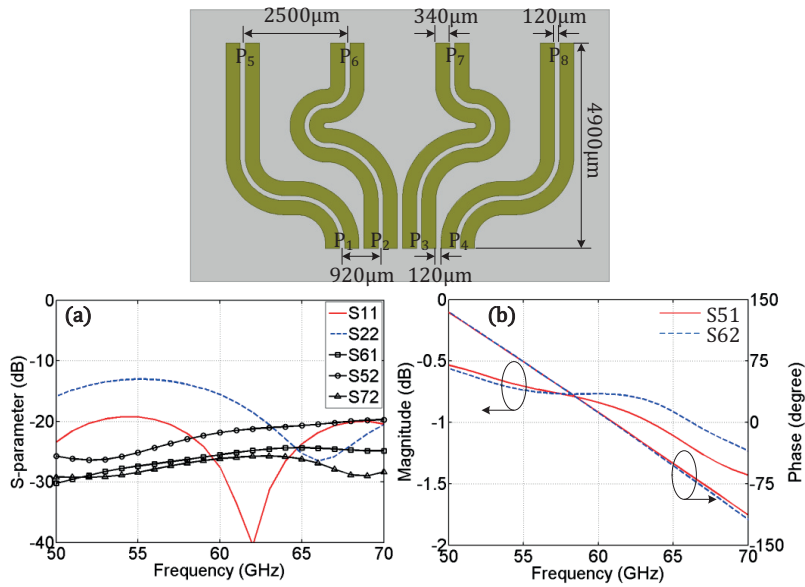 2500μm 340μm 120μm
P5 P6 P7 P8
4900μm
P1 P2 P3 P4
920μm 120μm
(a)
S11
S22
S61
S52
S72
0
-10
-20
-30
-40
50 55 60 65 70
S-parameter (dB)
Frequency (GHz)
(b)
S51
S62
0
-0.5
-1
-1.5
-2
150
75
0
-75
-150
50 55 60 65 70
Magnitude (dB)
Phase (degree)
Frequency (GHz)